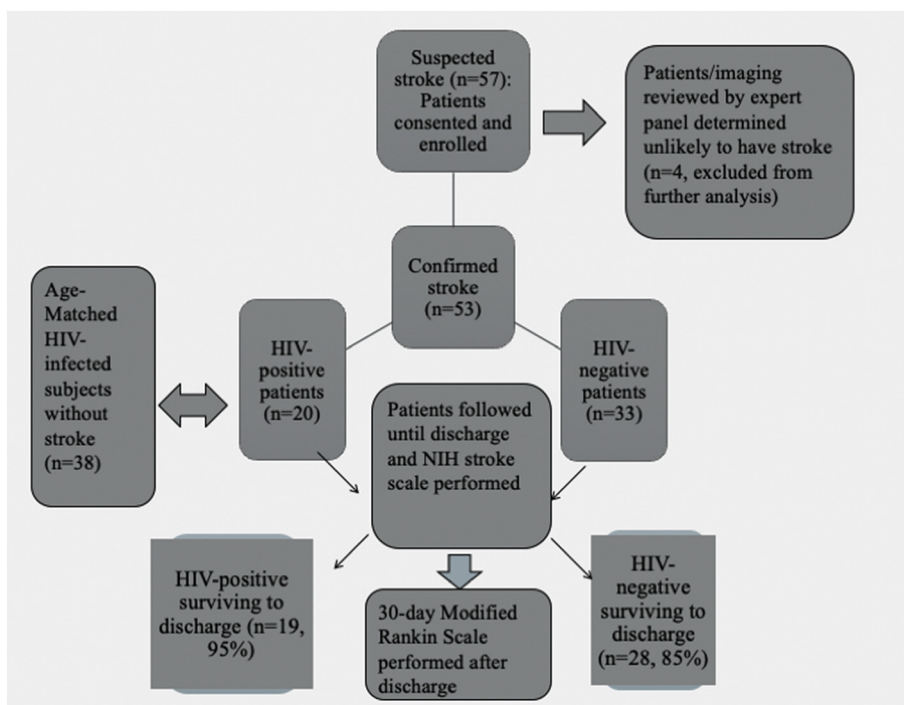 Suspected
stroke (n=57):
Patients
consented and
enrolled
Patients/imaging
reviewed by expert
panel determined
unlikely to have stroke
(n=4, excluded from
further analysis)
Confirmed
stroke
(n=53)
Age-
Matched
HIV-
infected
subjects
without
stroke
(n=38)
HIV-
positive
patients
(n=20)
HIV-
negative
patients
(n=33)
Patients followed
until discharge
and NIH stroke
scale performed
HIV-positive
surviving to
discharge (n=19,
95%)
30-day Modified
Rankin Scale
performed after
discharge
HIV-
negative
surviving to
discharge
(n=28, 85%)